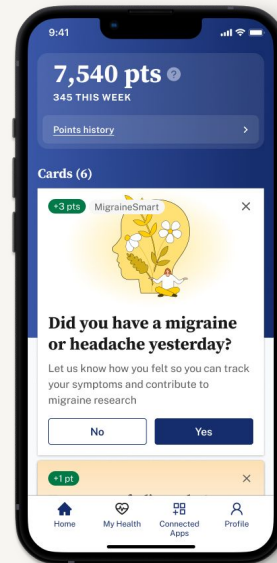 9:41
7,540 pts ?
345 THIS WEEK
Points history
Cards (6)
+3 pts MigraineSmart
Did you have a migraine
or headache yesterday?
Let us know how you felt so you can track
your symptoms and contribute to
migraine research
No Yes
+1 pt
Home My Health Connected Profile
Apps